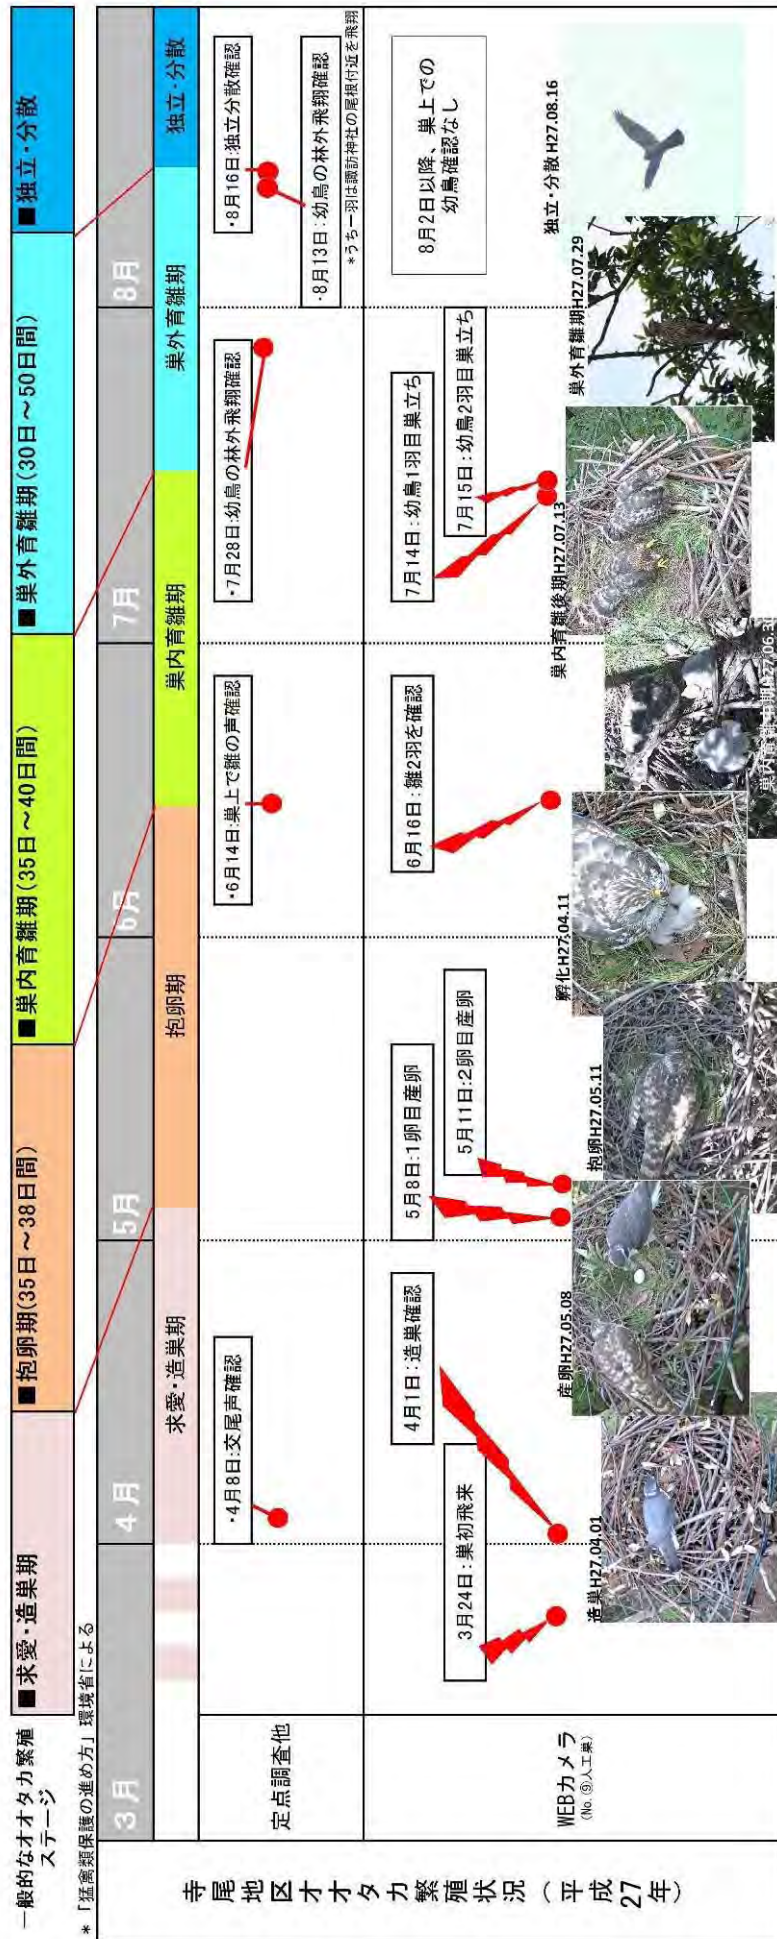 一般的なオオタカ繁殖
ステージ
■求愛・造巣期
■抱卵期(35日～38日間)
■巣内育雛期(35日～40日間)
■巣外育雛期(30日～50日間)
■独立・分散
*「猛禽類保護の進め方」環境省による
寺尾地区オオタカ繁殖状況(平成27年)
3月
4月
5月
6月
7月
8月
求愛・造巣期
抱卵期
巣内育雛期
巣外育雛期
独立・分散
定点調査他
・4月8日:交尾声確認
・6月14日:巣上で雛の声確認
・7月28日:幼鳥の林外飛翔確認
・8月16日:独立分散確認
・8月13日:幼鳥の林外飛翔確認
*うち一羽は諏訪神社の尾根付近を飛翔
WEBカメラ
(No.⑨人工巣)
3月24日:巣初飛来
4月1日:造巣確認
5月8日:1卵目産卵
5月11日:2卵目産卵
6月16日:雛2羽を確認
7月14日:幼鳥1羽目巣立ち
7月15日:幼鳥2羽目巣立ち
8月2日以降、巣上での
幼鳥確認なし
造巣H27.04.01
産卵H27.05.08
抱卵H27.05.11
孵化H27.04.11
巣内育雛中期H27.06.30
巣内育雛後期H27.07.13
巣外育雛期H27.07.29
独立・分散H27.08.16